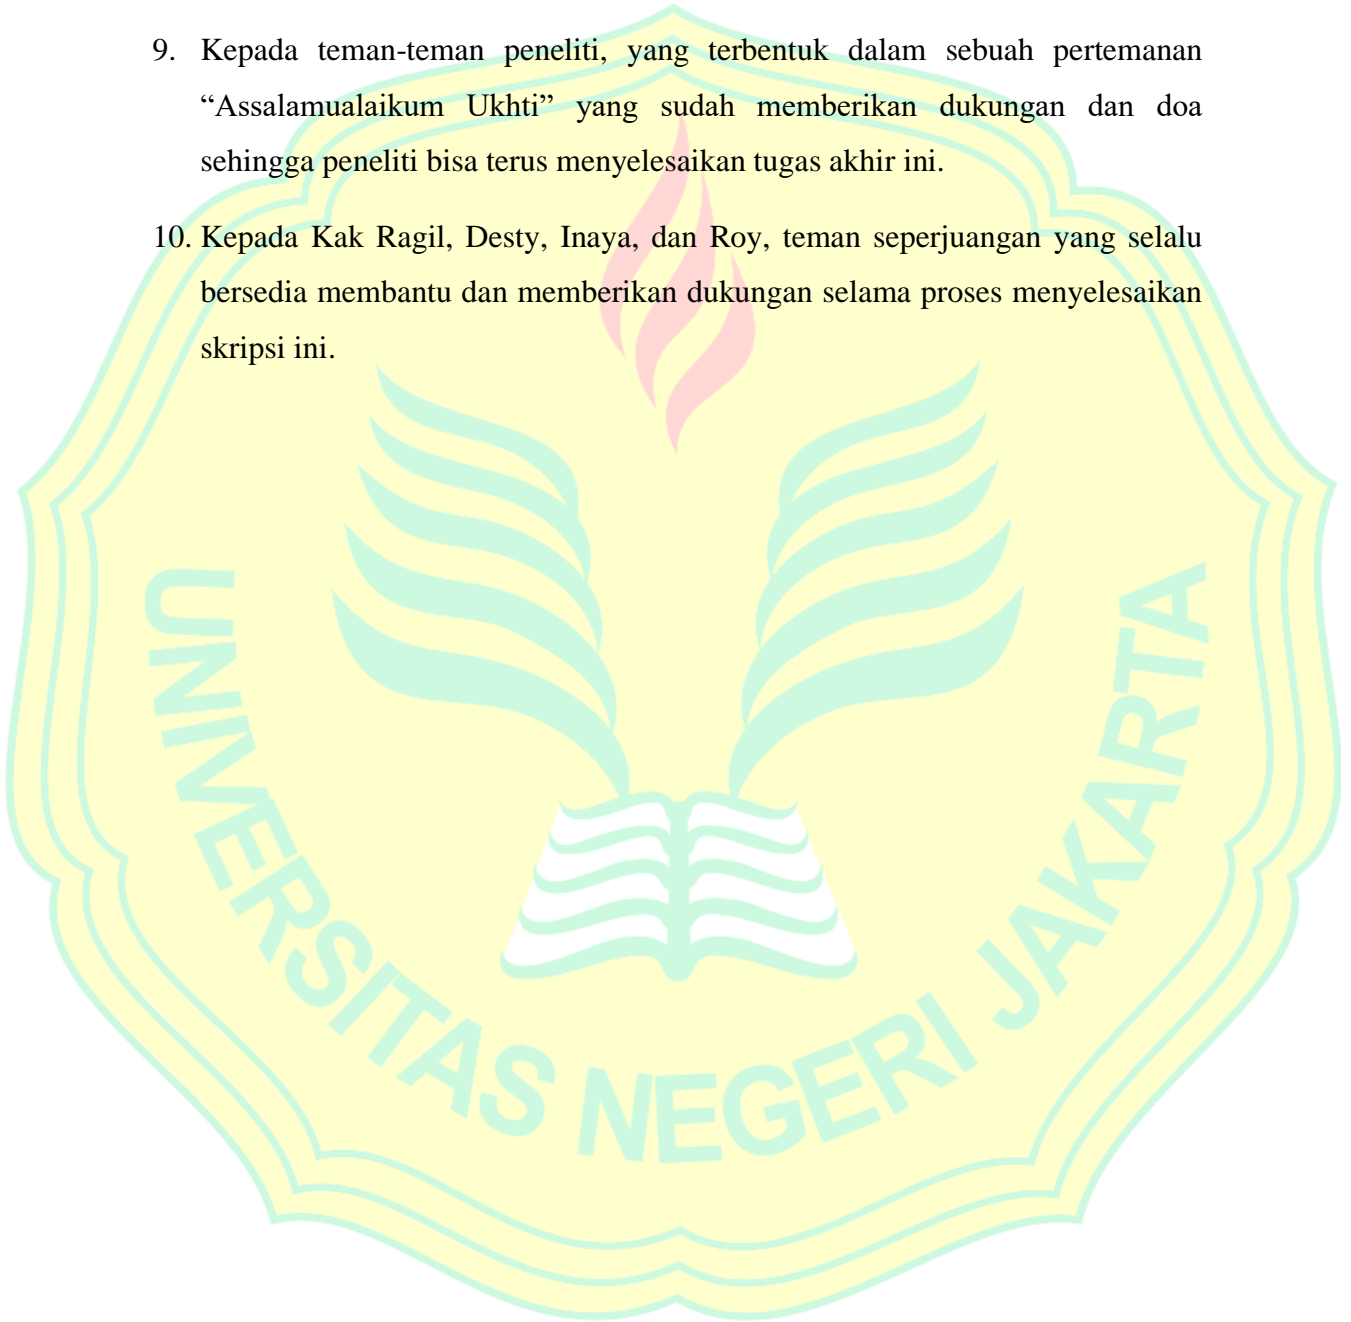 9. Kepada teman-teman peneliti, yang terbentuk dalam sebuah pertemanan
“Assalamualaikum Ukhti” yang sudah memberikan dukungan dan doa
sehingga peneliti bisa terus menyelesaikan tugas akhir ini.
10. Kepada Kak Ragil, Desty, Inaya, dan Roy, teman seperjuangan yang selalu
bersedia membantu dan memberikan dukungan selama proses menyelesaikan
skripsi ini.
UNIVERSITAS NEGERI JAKARTA